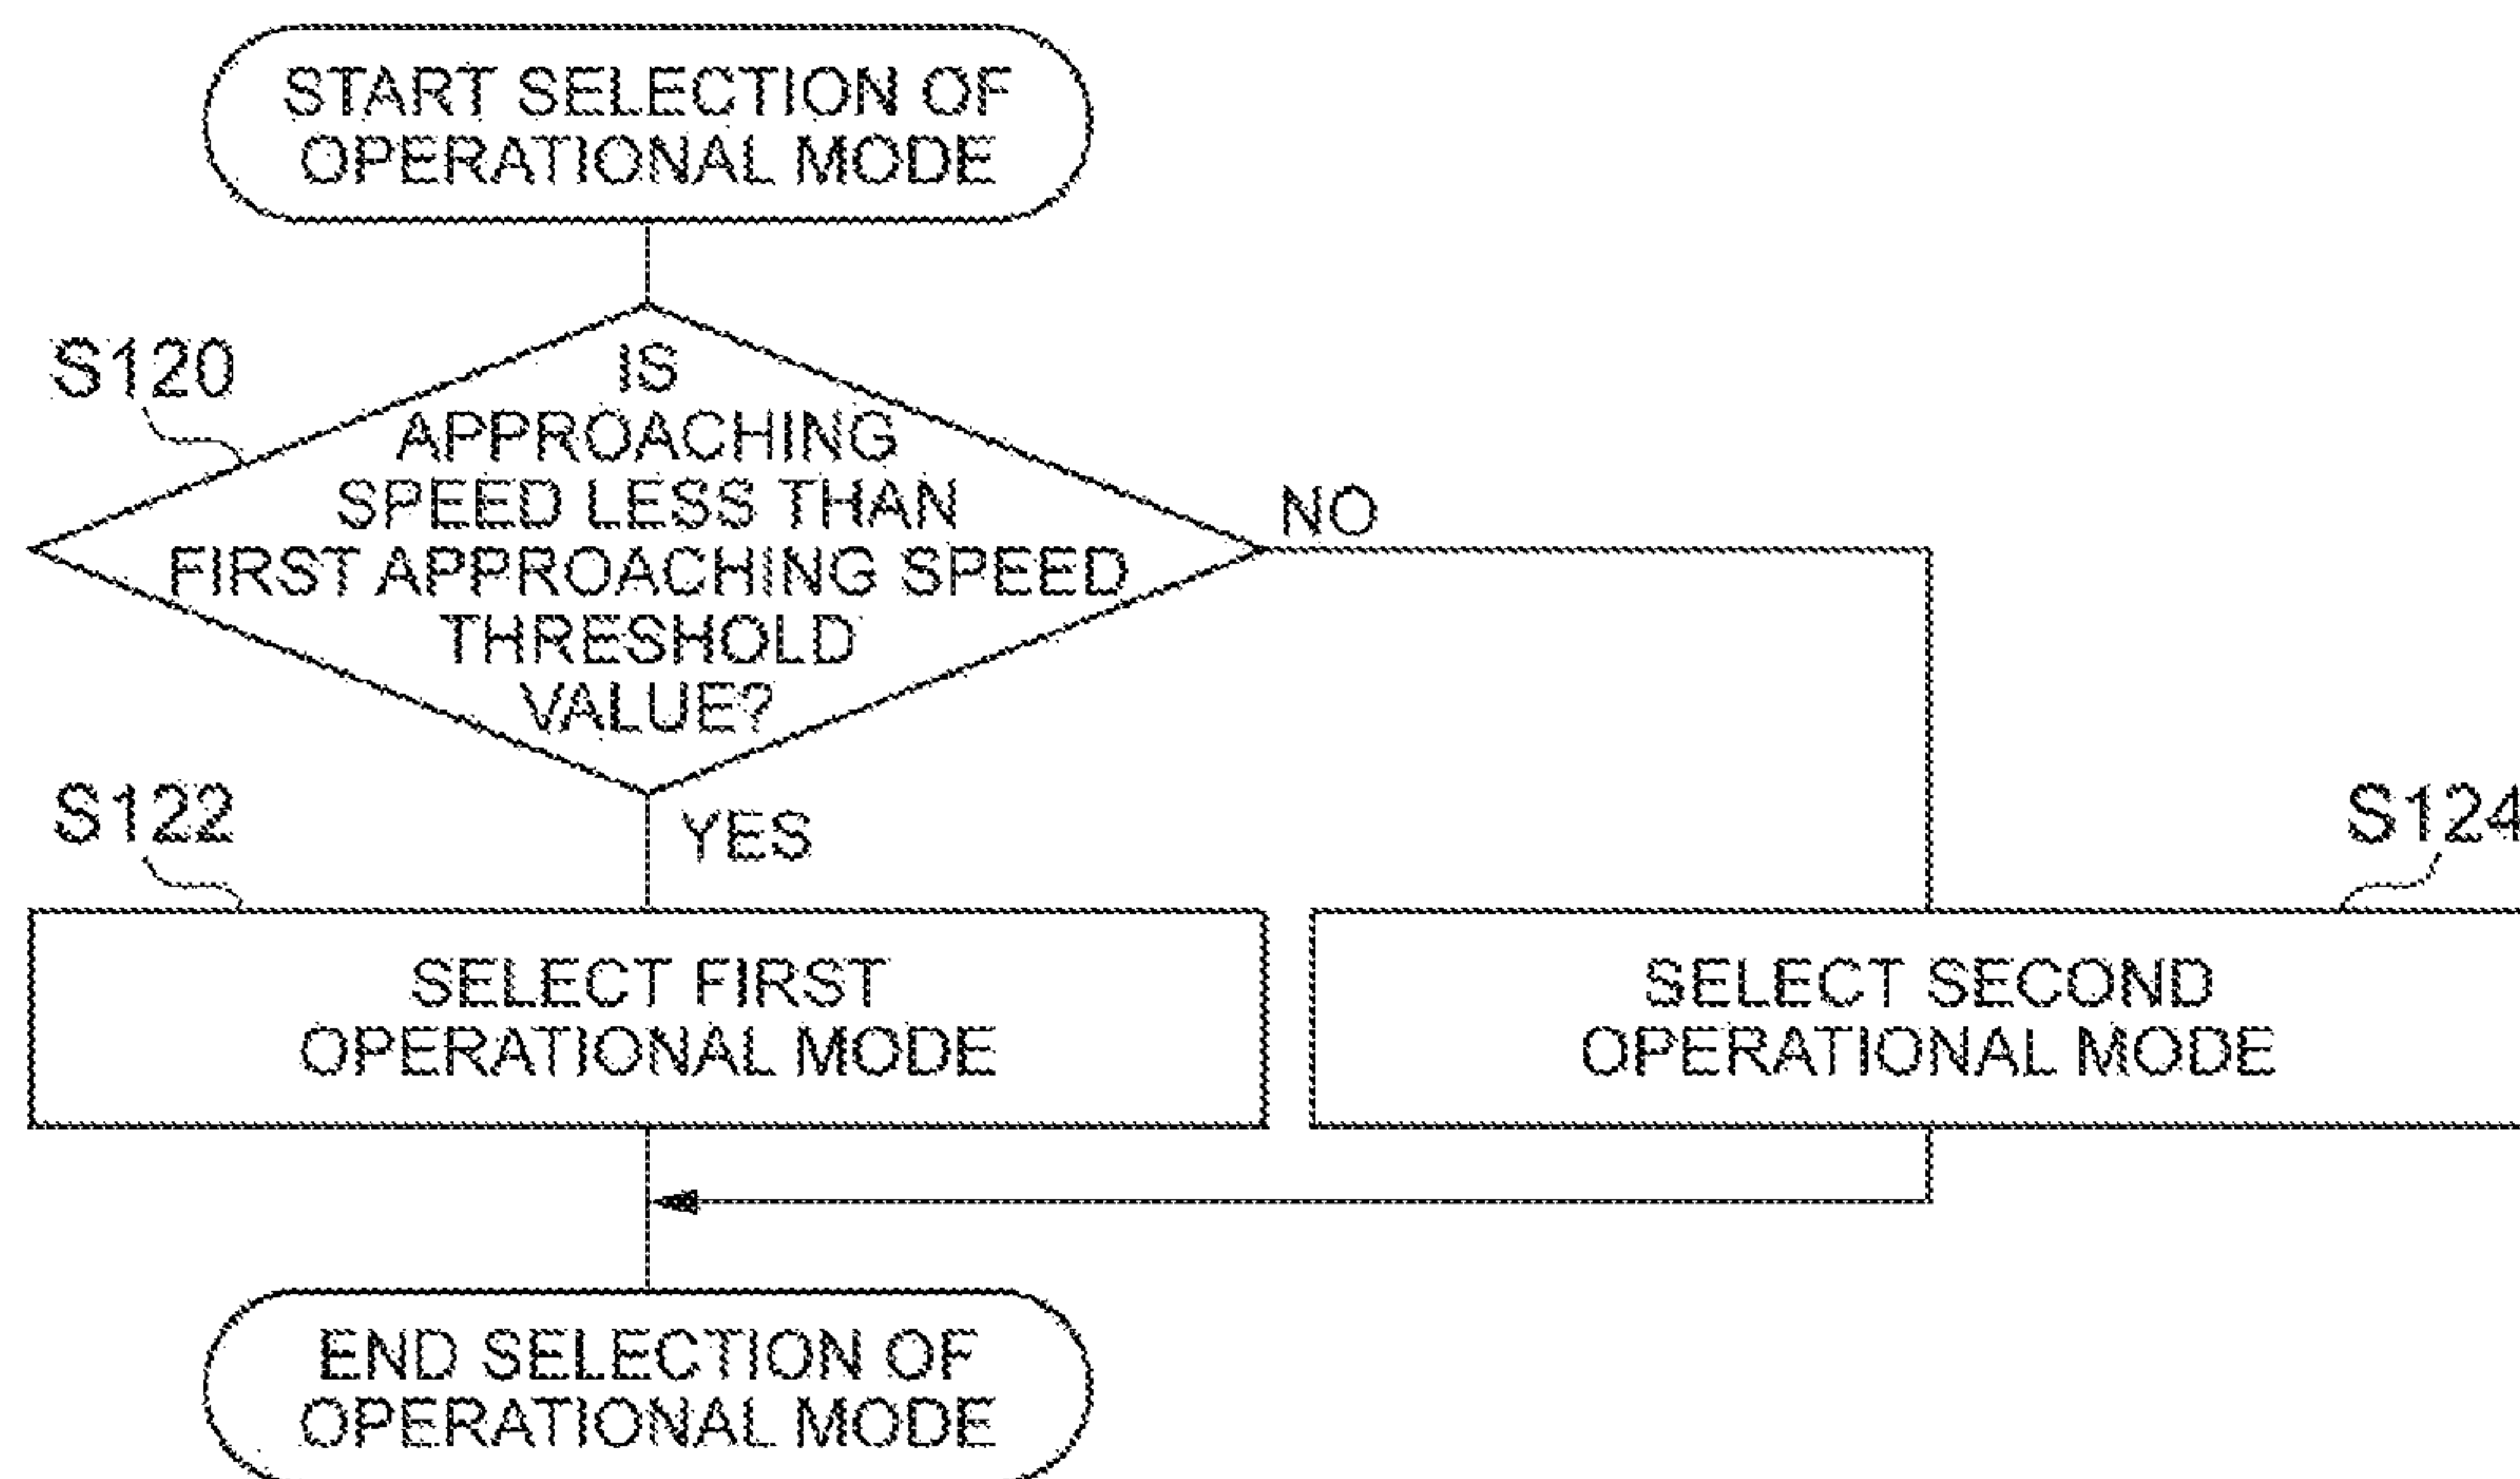 START SELECTION OF
OPERATIONAL MODE
S120
IS
APPROACHING
SPEED LESS THAN
FIRST APPROACHING SPEED
THRESHOLD
VALUE?
NO
YES
S122
S124
SELECT FIRST
OPERATIONAL MODE
SELECT SECOND
OPERATIONAL MODE
END SELECTION OF
OPERATIONAL MODE